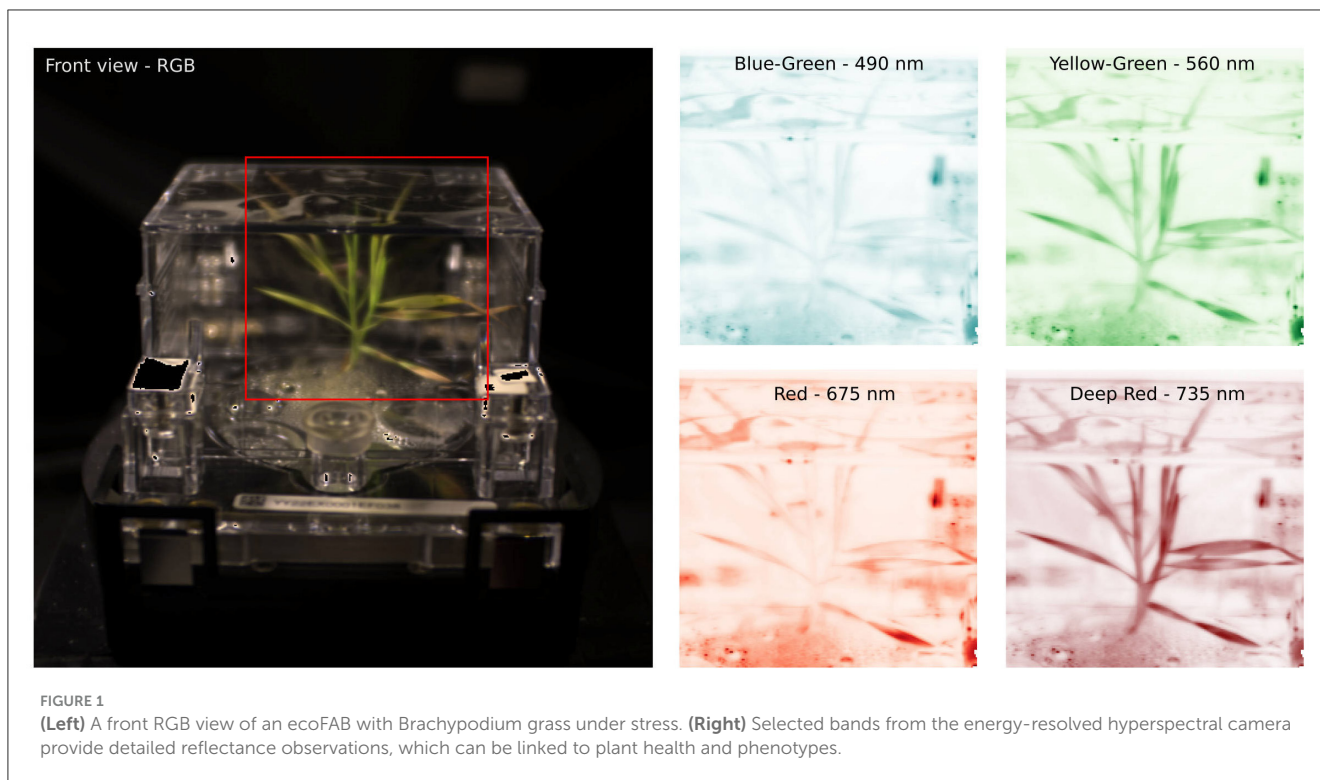 Front view - RGB
Blue-Green - 490 nm
Yellow-Green - 560 nm
Red - 675 nm
Deep Red - 735 nm
FIGURE 1
(Left) A front RGB view of an ecoFAB with Brachypodium grass under stress. (Right) Selected bands from the energy-resolved hyperspectral camera
provide detailed reflectance observations, which can be linked to plant health and phenotypes.